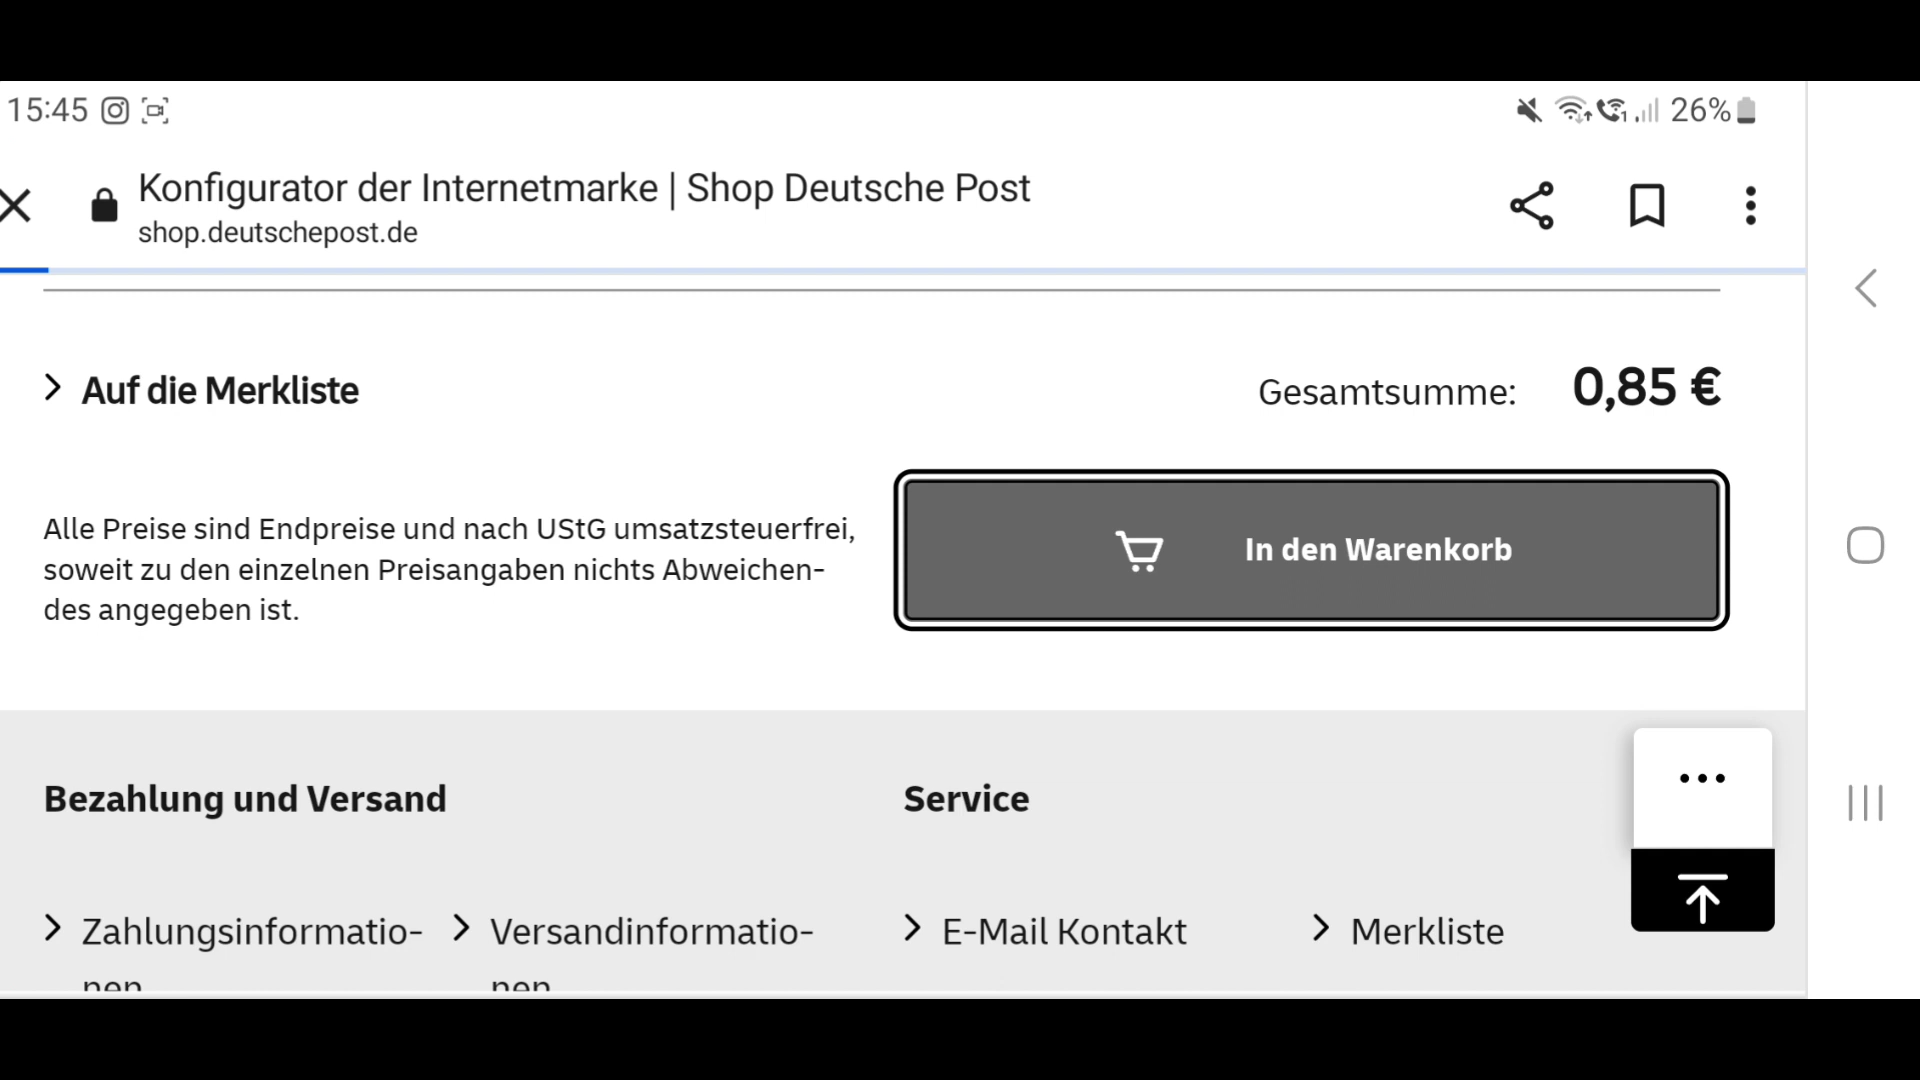 15:45
26%
Konfigurator der Internetmarke | Shop Deutsche Post
shop.deutschepost.de
Auf die Merkliste
Gesamtsumme: 0,85 €
Alle Preise sind Endpreise und nach UStG umsatzsteuerfrei,
soweit zu den einzelnen Preisangaben nichts Abweichen-
des angegeben ist.
In den Warenkorb
Bezahlung und Versand
Service
Zahlungsinformatio-
nen
Versandinformatio-
nen
E-Mail Kontakt
Merkliste